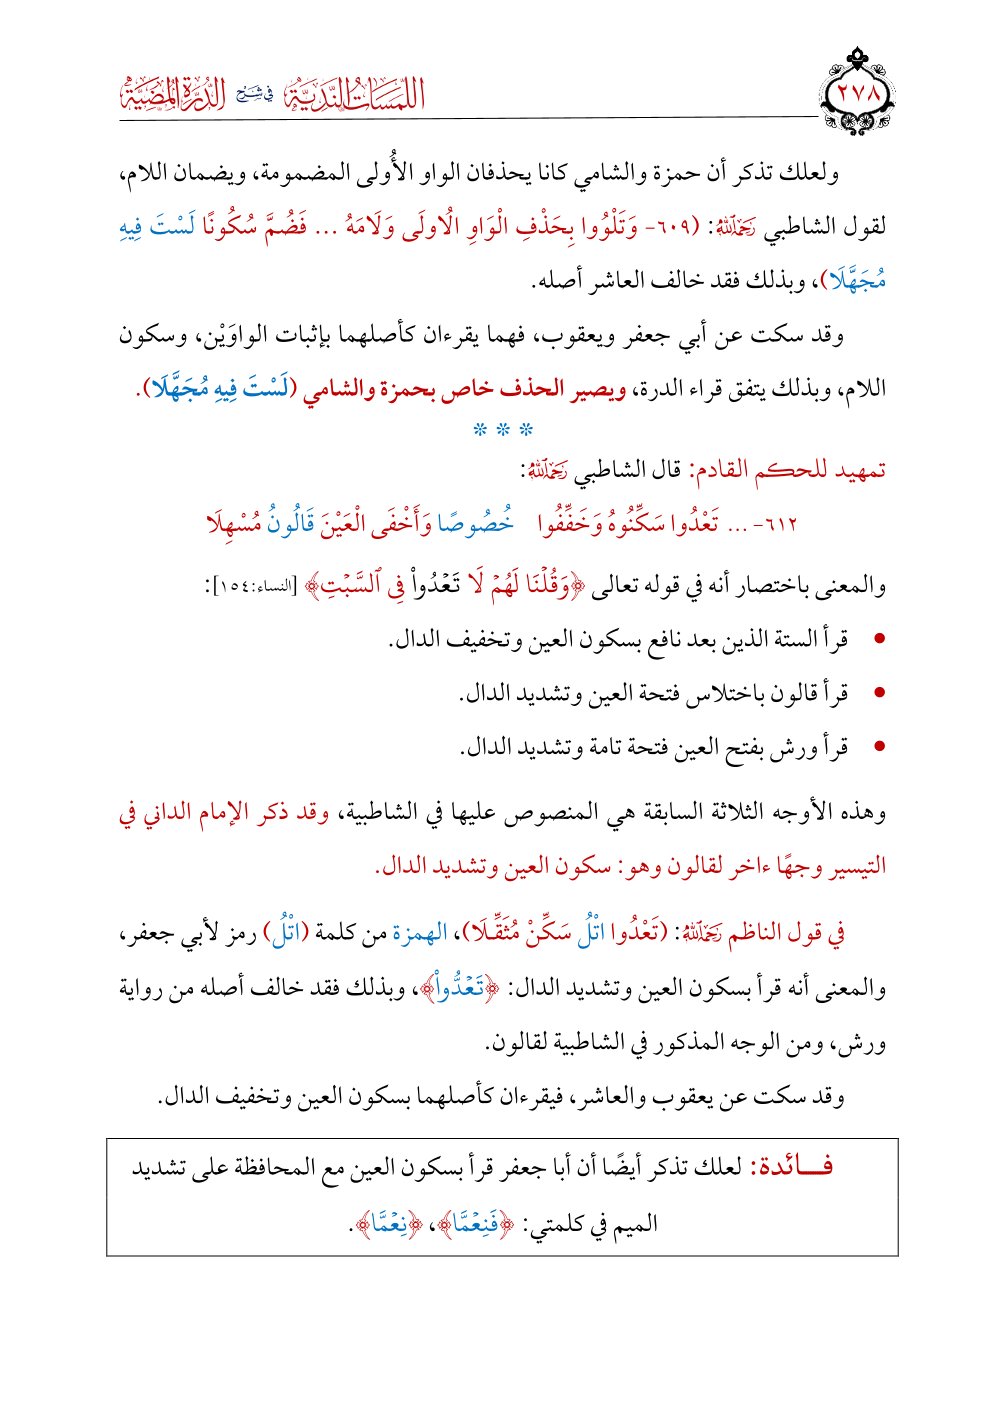 ٢٧٨
اللمسات الندية في شرح الدرة المضية
ولعلك تذكر أن حمزة والشامي كانا يحذفان الواو الأُولى المضمومة، ويضمان اللام،
لقول الشاطبي رَحِمَهُ اللَّهُ: (٦٠٩- وَتَلْوُوا بِحَذْفِ الْوَاوِ الُاولَى وَلَامَهُ ... فَضُمَّ سُكُونًا لَسْتَ فِيهِ
مُجَهَّلَا)، وبذلك فقد خالف العاشر أصله.
وقد سكت عن أبي جعفر ويعقوب، فهما يقرءان كأصلهما بإثبات الواوَيْن، وسكون
اللام، وبذلك يتفق قراء الدرة، ويصير الحذف خاص بحمزة والشامي (لَسْتَ فِيهِ مُجَهَّلَا).
* * *
تمهيد للحكم القادم: قال الشاطبي رَحِمَهُ اللَّهُ:
٦١٢- ... تَعْدُوا سَكِّنُوهُ وَخَفِّفُوا خُصُوصًا وَأَخْفَى الْعَيْنَ قَالُونُ مُسْهِلَا
والمعنى باختصار أنه في قوله تعالى ﴿وَقُلْنَا لَهُمْ لَا تَعْدُواْ فِي ٱلسَّبْتِ﴾ [النساء:١٥٤]:
• قرأ الستة الذين بعد نافع بسكون العين وتخفيف الدال.
• قرأ قالون باختلاس فتحة العين وتشديد الدال.
• قرأ ورش بفتح العين فتحة تامة وتشديد الدال.
وهذه الأوجه الثلاثة السابقة هي المنصوص عليها في الشاطبية، وقد ذكر الإمام الداني في
التيسير وجهًا ءاخر لقالون وهو: سكون العين وتشديد الدال.
في قول الناظم رَحِمَهُ اللَّهُ: (تَعْدُوا اتْلُ سَكِّنْ مُثَقِّلَا)، الهمزة من كلمة (اتْلُ) رمز لأبي جعفر،
والمعنى أنه قرأ بسكون العين وتشديد الدال: ﴿تَعْدُّواْ﴾، وبذلك فقد خالف أصله من رواية
ورش، ومن الوجه المذكور في الشاطبية لقالون.
وقد سكت عن يعقوب والعاشر، فيقرءان كأصلهما بسكون العين وتخفيف الدال.
فـــائدة: لعلك تذكر أيضًا أن أبا جعفر قرأ بسكون العين مع المحافظة على تشديد
الميم في كلمتي: ﴿فَنِعْمَّا﴾، ﴿نِعْمَّا﴾.